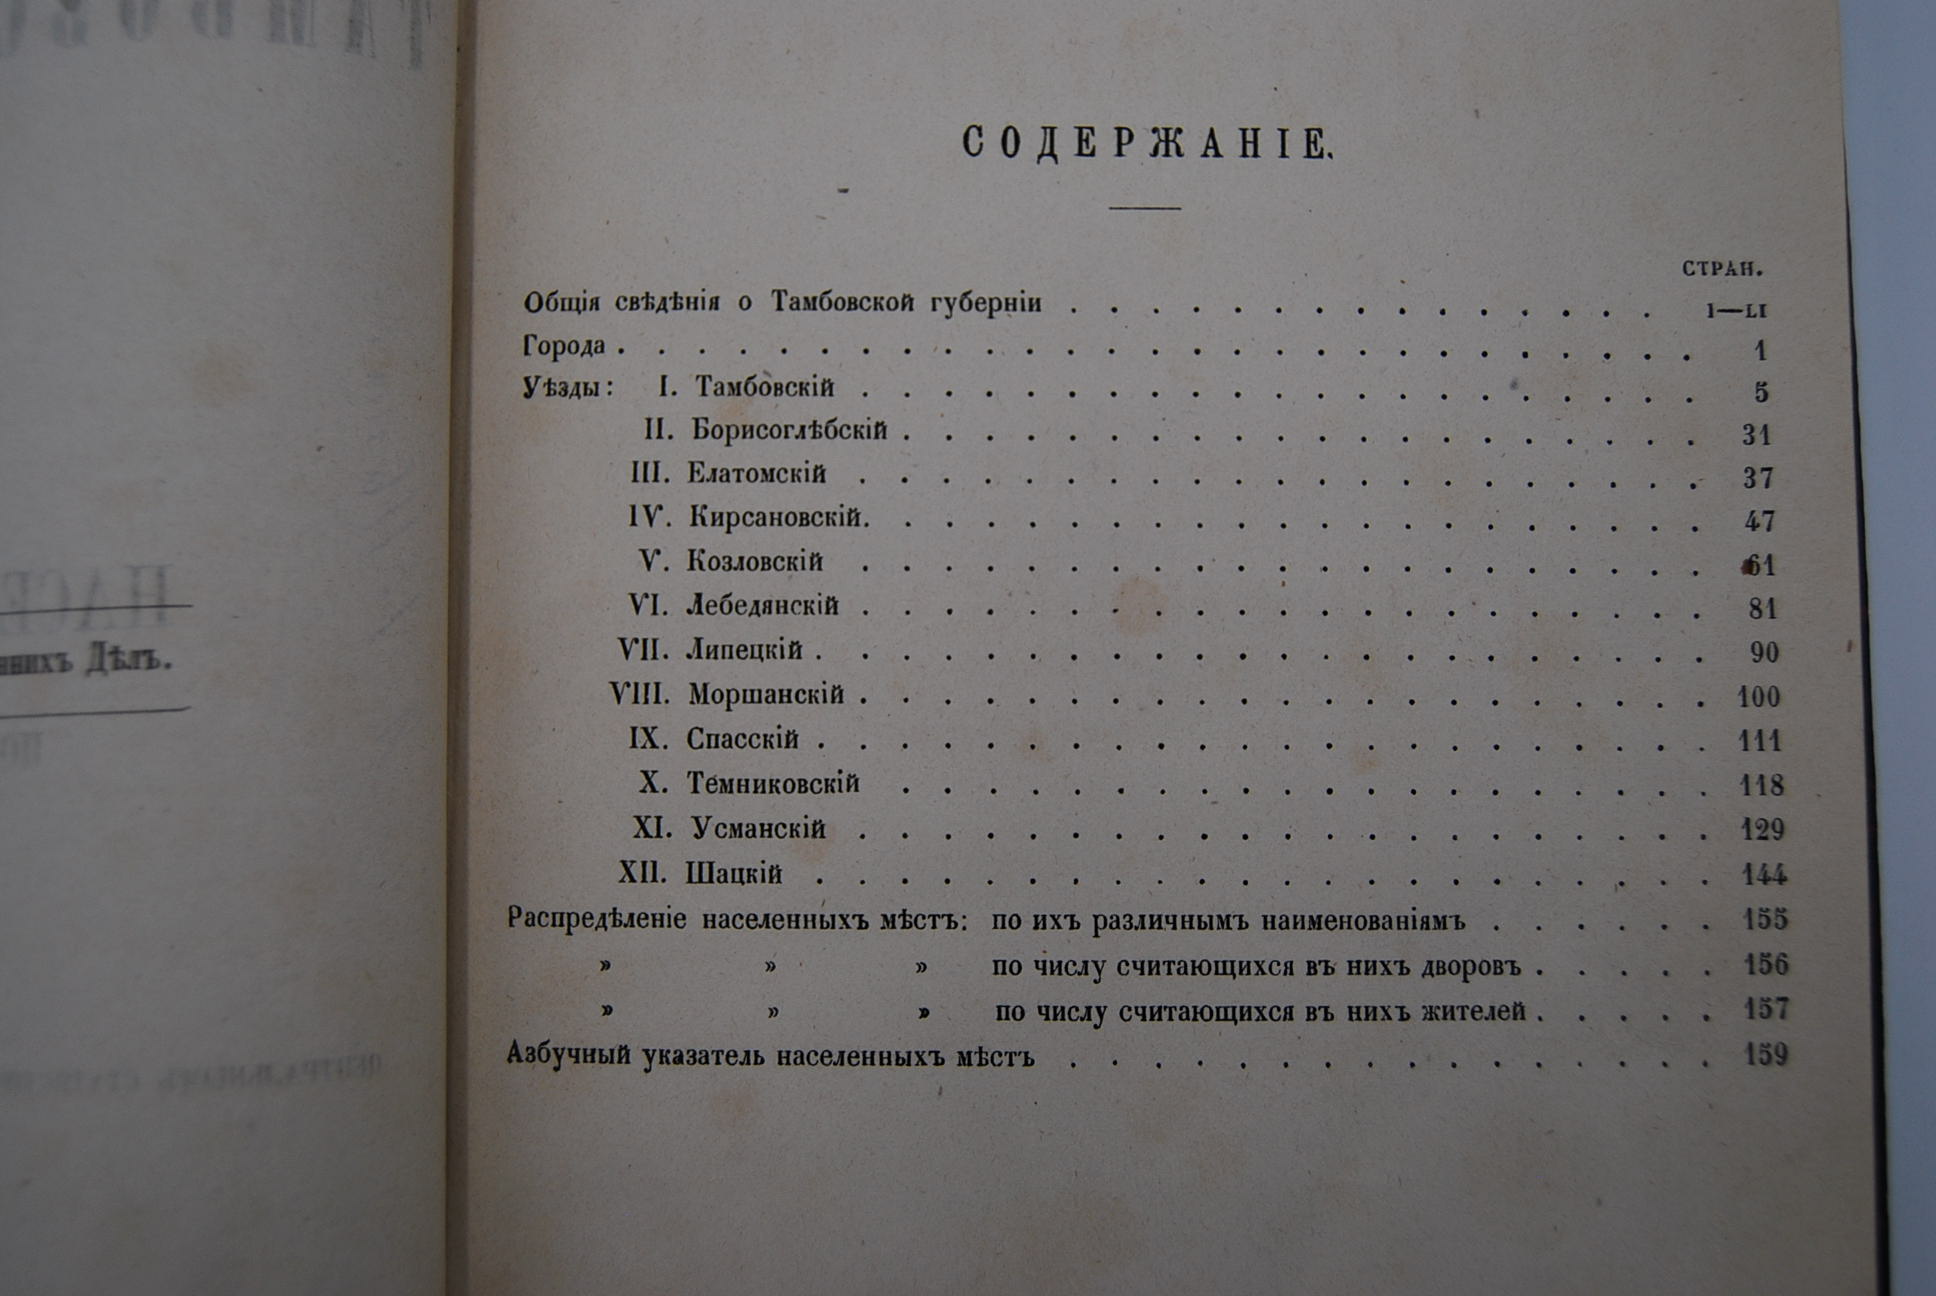 нихъ Дѣлъ.
СОДЕРЖАНІЕ.
СТРАН.
Общія свѣдѣнія о Тамбовской губерніи . . . . . . . . . . . . . . . I—LI
Города . . . . . . . . . . . . . . . . . . . . . . . . . . . 1
Уѣзды: I. Тамбовскій . . . . . . . . . . . . . . . . . . . . . 5
II. Борисоглѣбскій . . . . . . . . . . . . . . . . . . . . 31
III. Елатомскій . . . . . . . . . . . . . . . . . . . . . 37
IV. Кирсановскій. . . . . . . . . . . . . . . . . . . . . 47
V. Козловскій . . . . . . . . . . . . . . . . . . . . . 61
VI. Лебедянскій . . . . . . . . . . . . . . . . . . . . . 81
VII. Липецкій . . . . . . . . . . . . . . . . . . . . . . 90
VIII. Моршанскій . . . . . . . . . . . . . . . . . . . . . 100
IX. Спасскій . . . . . . . . . . . . . . . . . . . . . . 111
X. Темниковскій . . . . . . . . . . . . . . . . . . . . 118
XI. Усманскій . . . . . . . . . . . . . . . . . . . . . 129
XII. Шацкій . . . . . . . . . . . . . . . . . . . . . . 144
Распредѣленіе населенныхъ мѣстъ: по ихъ различнымъ наименованіямъ . . . . . . 155
» » » по числу считающихся въ нихъ дворовъ . . . . . 156
» » » по числу считающихся въ нихъ жителей . . . . . 157
Азбучный указатель населенныхъ мѣстъ . . . . . . . . . . . . . . . . 159